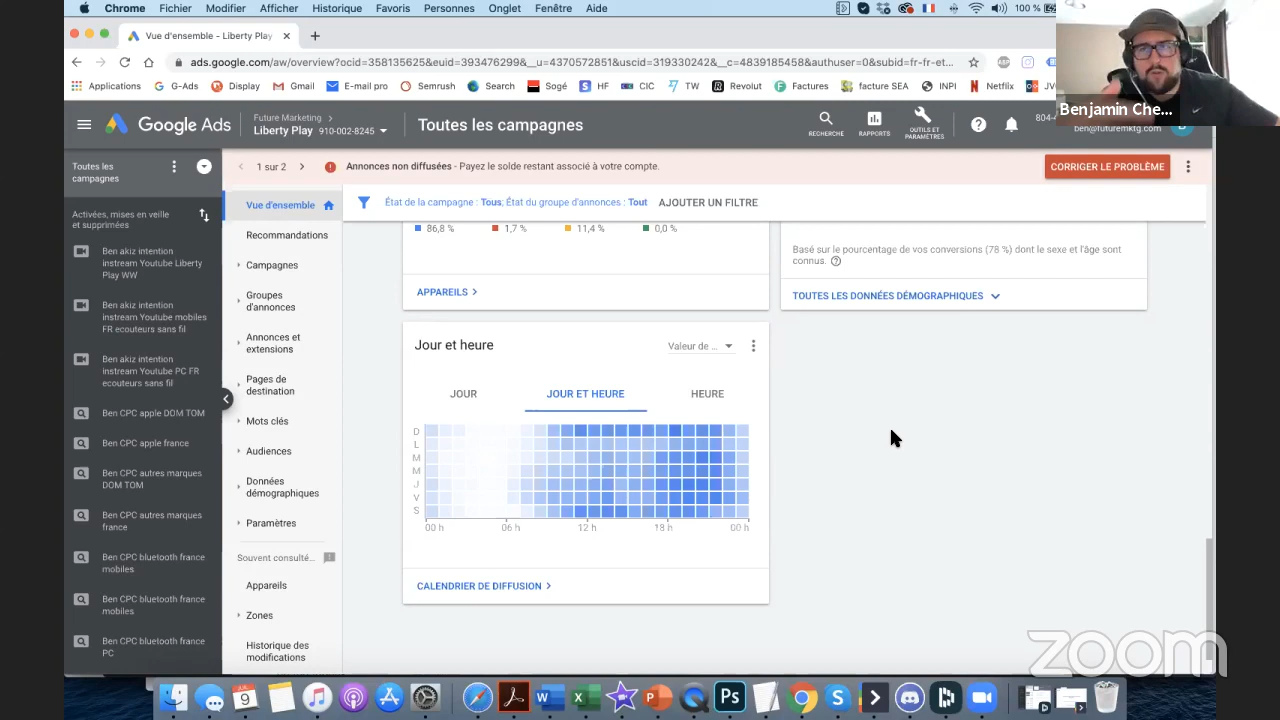 Chrome Fichier Modifier Afficher Historique Favoris Personnes Onglet Fenêtre Aide 100 %
Vue d'ensemble - Liberty Play
ads.google.com/aw/overview?ocid=358135625&euid=393476299&__u=4370572851&uscid=319330242&__c=4839185458&authuser=0&subid=fr-fr-et...
Applications G-Ads Display Gmail E-mail pro Semrush Search Sogé HF CIC TW Revolut Factures facture SEA INPI Netflix JV
Benjamin Che...
Google Ads
Future Marketing
Liberty Play 910-002-8245
Toutes les campagnes
RECHERCHE
RAPPORTS
OUTILS ET
PARAMÈTRES
804-
ben@futuremktg.com
Toutes les
campagnes
1 sur 2
Annonces non diffusées - Payez le solde restant associé à votre compte.
CORRIGER LE PROBLÈME
Activées, mises en veille
et supprimées
Ben akiz intention
instream Youtube Liberty
Play WW
Ben akiz intention
instream Youtube mobiles
FR ecouteurs sans fil
Ben akiz intention
Instream Youtube PC FR
ecouteurs sans fil
Ben CPC apple DOM TOM
Ben CPC apple france
Ben CPC autres marques
DOM TOM
Ben CPC autres marques
france
Ben CPC bluetooth france
mobiles
Ben CPC bluetooth france
mobiles
Ben CPC bluetooth france
PC
Vue d'ensemble
Recommandations
Campagnes
Groupes
d'annonces
Annonces et
extensions
Pages de
destination
Mots clés
Audiences
Données
démographiques
Paramètres
Souvent consulté...
Appareils
Zones
Historique des
modifications
État de la campagne : Tous; État du groupe d'annonces : Tout AJOUTER UN FILTRE
86,8 % 1,7 % 11,4 % 0,0 %
APPAREILS
Basé sur le pourcentage de vos conversions (78 %) dont le sexe et l'âge sont
connus.
TOUTES LES DONNÉES DÉMOGRAPHIQUES
Jour et heure
Valeur de ...
JOUR JOUR ET HEURE HEURE
D
L
M
M
J
V
S
00 h 06 h 12 h 18 h 00 h
CALENDRIER DE DIFFUSION
zoom
9
W X P Ps S